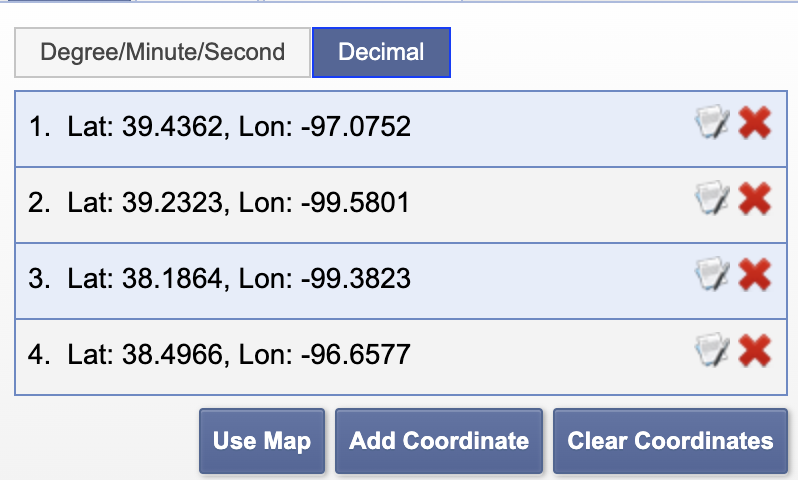 Degree/Minute/Second Decimal
1. Lat: 39.4362, Lon: -97.0752
2. Lat: 39.2323, Lon: -99.5801
3. Lat: 38.1864, Lon: -99.3823
4. Lat: 38.4966, Lon: -96.6577
Use Map Add Coordinate Clear Coordinates